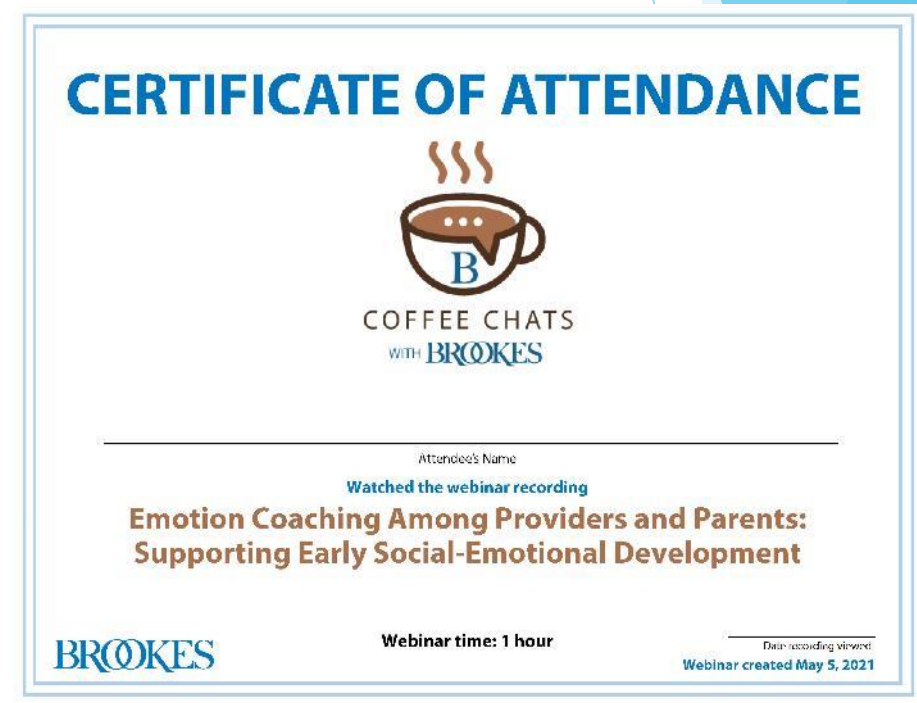 CERTIFICATE OF ATTENDANCE
B
COFFEE CHATS
WITH BROOKES
Attendee's Name
Watched the webinar recording
Emotion Coaching Among Providers and Parents:
Supporting Early Social-Emotional Development
Webinar time: 1 hour
BROOKES
Date recording viewed
Webinar created May 5, 2021